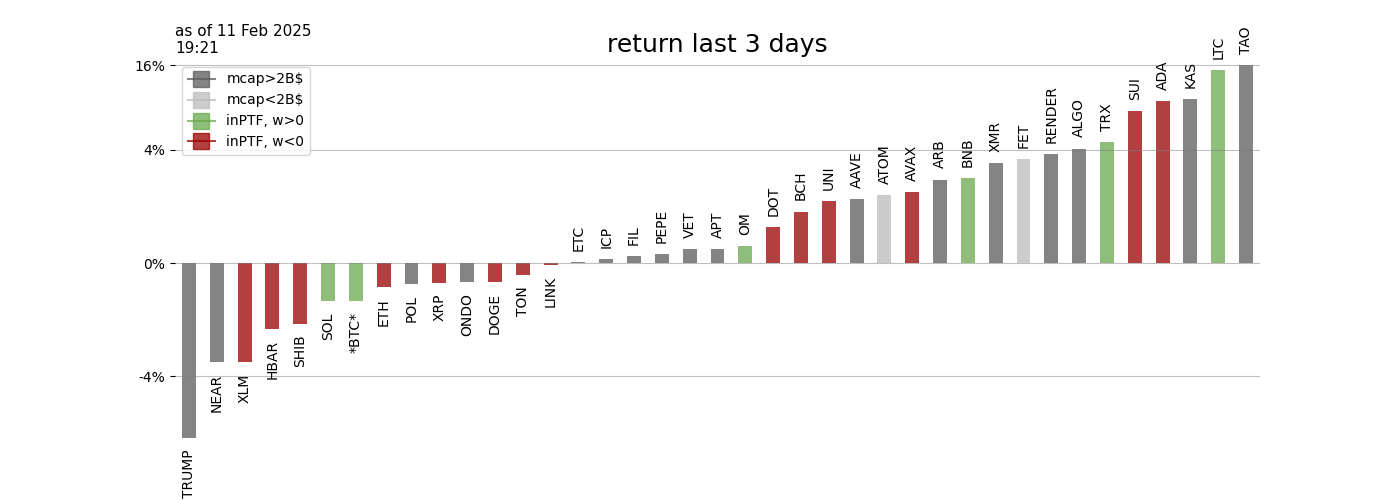 as of 11 Feb 2025
19:21
return last 3 days
16%
4%
0%
-4%
mcap>2B$
mcap<2B$
inPTF, w>0
inPTF, w<0
TRUMP
NEAR
XLM
HBAR
SHIB
SOL
*BTC*
ETH
POL
XRP
ONDO
DOGE
TON
LINK
ETC
ICP
FIL
PEPE
VET
APT
OM
DOT
BCH
UNI
AAVE
ATOM
AVAX
ARB
BNB
XMR
FET
RENDER
ALGO
TRX
SUI
ADA
KAS
LTC
TAO